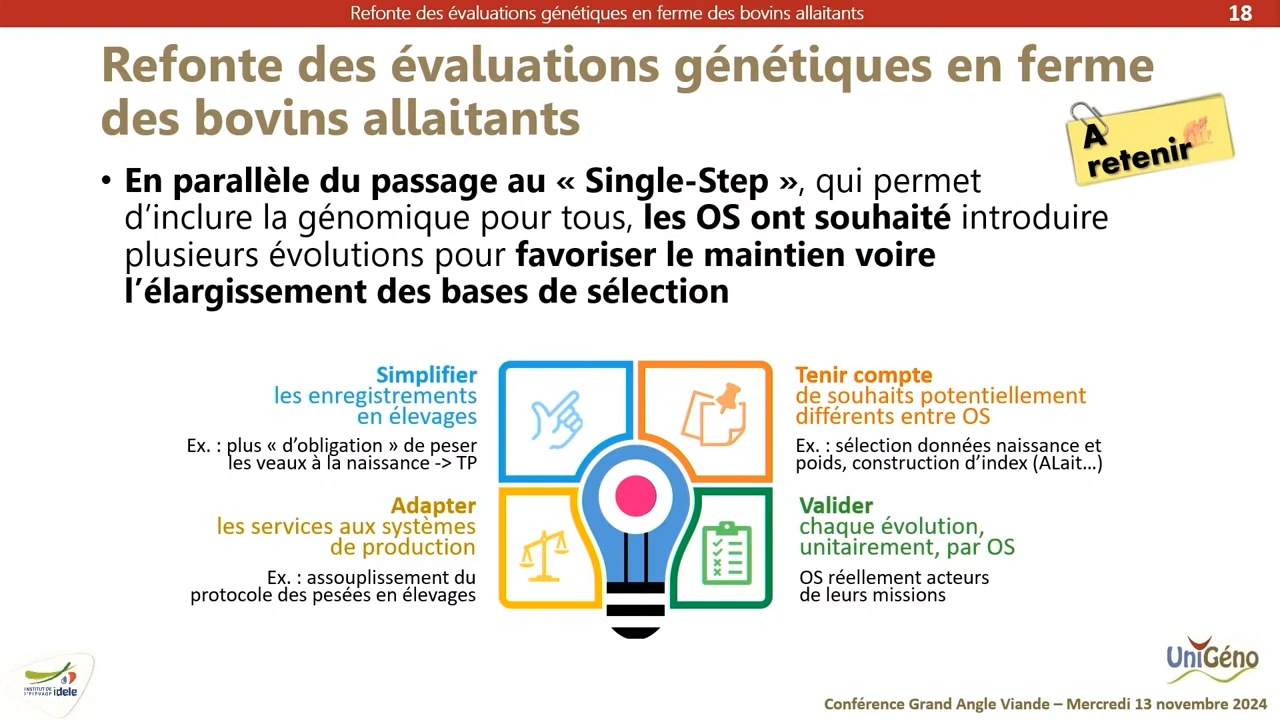 Refonte des évaluations génétiques en ferme des bovins allaitants
18
Refonte des évaluations génétiques en ferme
des bovins allaitants
A
retenir
• En parallèle du passage au « Single-Step », qui permet
d’inclure la génomique pour tous, les OS ont souhaité introduire
plusieurs évolutions pour favoriser le maintien voire
l’élargissement des bases de sélection
Simplifier
les enregistrements
en élevages
Ex. : plus « d’obligation » de peser
les veaux à la naissance -> TP
Tenir compte
de souhaits potentiellement
différents entre OS
Ex. : sélection données naissance et
poids, construction d’index (ALait…)
Adapter
les services aux systèmes
de production
Ex. : assouplissement du
protocole des pesées en élevages
Valider
chaque évolution,
unitairement, par OS
OS réellement acteurs
de leurs missions
INSTITUT DE
L’ELEVAGE idele
UniGéno
Conférence Grand Angle Viande – Mercredi 13 novembre 2024